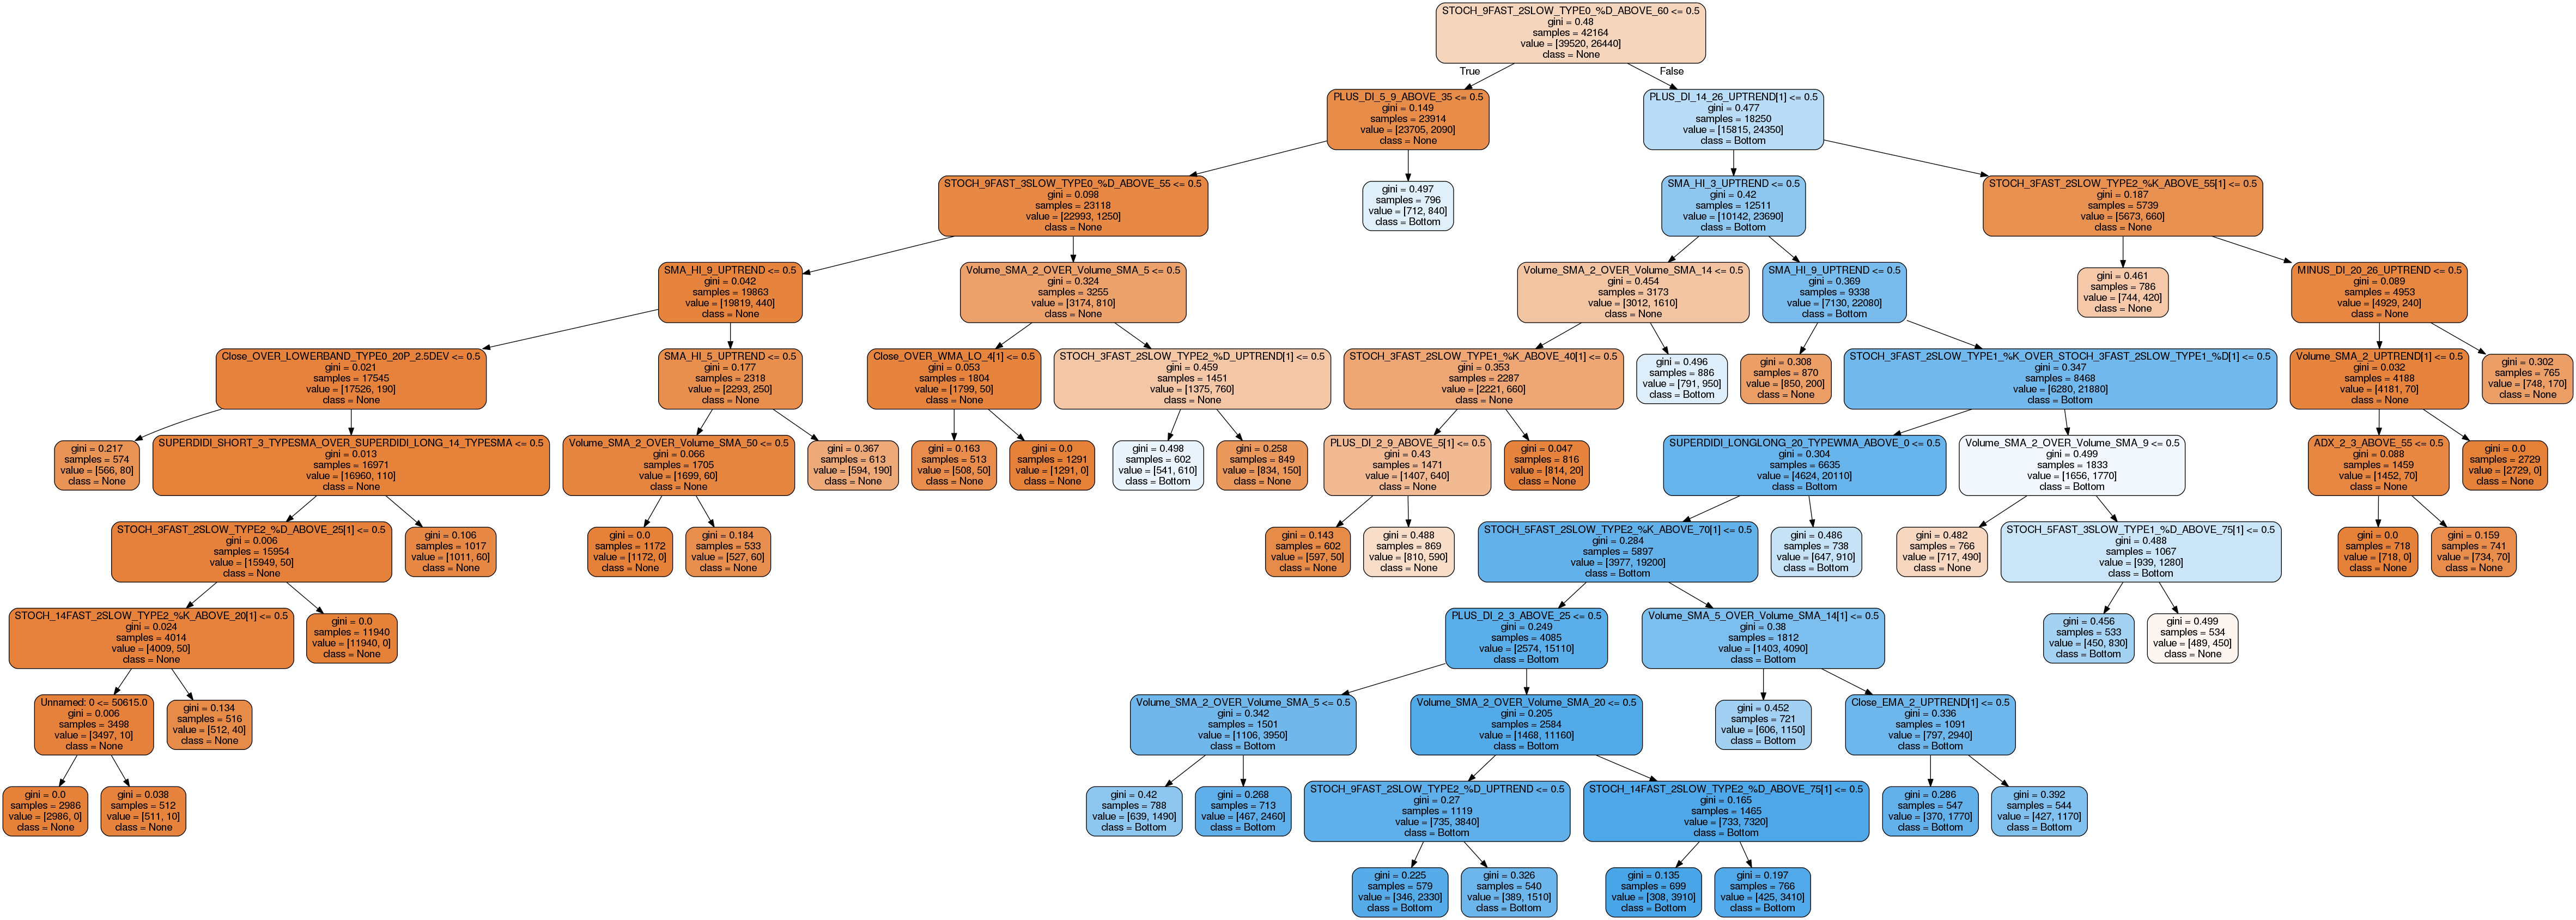 STOCH_9FAST_2SLOW_TYPE0_%D_ABOVE_60 <= 0.5
gini = 0.48
samples = 42164
value = [39520, 26440]
class = None
True
False
PLUS_DI_5_9_ABOVE_35 <= 0.5
gini = 0.149
samples = 23914
value = [23705, 2090]
class = None
PLUS_DI_14_26_UPTREND[1] <= 0.5
gini = 0.477
samples = 18250
value = [15815, 24350]
class = Bottom
STOCH_9FAST_3SLOW_TYPE0_%D_ABOVE_55 <= 0.5
gini = 0.098
samples = 23118
value = [22993, 1250]
class = None
gini = 0.497
samples = 796
value = [712, 840]
class = Bottom
SMA_HI_3_UPTREND <= 0.5
gini = 0.42
samples = 12511
value = [10142, 23690]
class = Bottom
STOCH_3FAST_2SLOW_TYPE2_%K_ABOVE_55[1] <= 0.5
gini = 0.187
samples = 5739
value = [5673, 660]
class = None
SMA_HI_9_UPTREND <= 0.5
gini = 0.042
samples = 19863
value = [19819, 440]
class = None
Volume_SMA_2_OVER_Volume_SMA_5 <= 0.5
gini = 0.324
samples = 3255
value = [3174, 810]
class = None
Volume_SMA_2_OVER_Volume_SMA_14 <= 0.5
gini = 0.454
samples = 3173
value = [3012, 1610]
class = None
SMA_HI_9_UPTREND <= 0.5
gini = 0.369
samples = 9338
value = [7130, 22080]
class = Bottom
gini = 0.461
samples = 786
value = [744, 420]
class = None
MINUS_DI_20_26_UPTREND <= 0.5
gini = 0.089
samples = 4953
value = [4929, 240]
class = None
Close_OVER_LOWERBAND_TYPE0_20P_2.5DEV <= 0.5
gini = 0.021
samples = 17545
value = [17526, 190]
class = None
SMA_HI_5_UPTREND <= 0.5
gini = 0.177
samples = 2318
value = [2293, 250]
class = None
Close_OVER_WMA_LO_4[1] <= 0.5
gini = 0.053
samples = 1804
value = [1799, 50]
class = None
STOCH_3FAST_2SLOW_TYPE2_%D_UPTREND[1] <= 0.5
gini = 0.459
samples = 1451
value = [1375, 760]
class = None
STOCH_3FAST_2SLOW_TYPE1_%K_ABOVE_40[1] <= 0.5
gini = 0.353
samples = 2287
value = [2221, 660]
class = None
gini = 0.496
samples = 886
value = [791, 950]
class = Bottom
gini = 0.308
samples = 870
value = [850, 200]
class = None
STOCH_3FAST_2SLOW_TYPE1_%K_OVER_STOCH_3FAST_2SLOW_TYPE1_%D[1] <= 0.5
gini = 0.347
samples = 8468
value = [6280, 21880]
class = Bottom
Volume_SMA_2_UPTREND[1] <= 0.5
gini = 0.032
samples = 4188
value = [4181, 70]
class = None
gini = 0.302
samples = 765
value = [748, 170]
class = None
gini = 0.217
samples = 574
value = [566, 80]
class = None
SUPERDIDI_SHORT_3_TYPESMA_OVER_SUPERDIDI_LONG_14_TYPESMA <= 0.5
gini = 0.013
samples = 16971
value = [16960, 110]
class = None
Volume_SMA_2_OVER_Volume_SMA_50 <= 0.5
gini = 0.066
samples = 1705
value = [1699, 60]
class = None
gini = 0.367
samples = 613
value = [594, 190]
class = None
gini = 0.163
samples = 513
value = [508, 50]
class = None
gini = 0.0
samples = 1291
value = [1291, 0]
class = None
gini = 0.498
samples = 602
value = [541, 610]
class = Bottom
gini = 0.258
samples = 849
value = [834, 150]
class = None
PLUS_DI_2_9_ABOVE_5[1] <= 0.5
gini = 0.43
samples = 1471
value = [1407, 640]
class = None
gini = 0.047
samples = 816
value = [814, 20]
class = None
SUPERDIDI_LONGLONG_20_TYPEWMA_ABOVE_0 <= 0.5
gini = 0.304
samples = 6635
value = [4624, 20110]
class = Bottom
Volume_SMA_2_OVER_Volume_SMA_9 <= 0.5
gini = 0.499
samples = 1833
value = [1656, 1770]
class = Bottom
ADX_2_3_ABOVE_55 <= 0.5
gini = 0.088
samples = 1459
value = [1452, 70]
class = None
gini = 0.0
samples = 2729
value = [2729, 0]
class = None
STOCH_3FAST_2SLOW_TYPE2_%D_ABOVE_25[1] <= 0.5
gini = 0.006
samples = 15954
value = [15949, 50]
class = None
gini = 0.106
samples = 1017
value = [1011, 60]
class = None
gini = 0.0
samples = 1172
value = [1172, 0]
class = None
gini = 0.184
samples = 533
value = [527, 60]
class = None
gini = 0.143
samples = 602
value = [597, 50]
class = None
gini = 0.488
samples = 869
value = [810, 590]
class = None
STOCH_5FAST_2SLOW_TYPE2_%K_ABOVE_70[1] <= 0.5
gini = 0.284
samples = 5897
value = [3977, 19200]
class = Bottom
gini = 0.486
samples = 738
value = [647, 910]
class = Bottom
gini = 0.482
samples = 766
value = [717, 490]
class = None
STOCH_5FAST_3SLOW_TYPE1_%D_ABOVE_75[1] <= 0.5
gini = 0.488
samples = 1067
value = [939, 1280]
class = Bottom
gini = 0.0
samples = 718
value = [718, 0]
class = None
gini = 0.159
samples = 741
value = [734, 70]
class = None
STOCH_14FAST_2SLOW_TYPE2_%K_ABOVE_20[1] <= 0.5
gini = 0.024
samples = 4014
value = [4009, 50]
class = None
gini = 0.0
samples = 11940
value = [11940, 0]
class = None
PLUS_DI_2_3_ABOVE_25 <= 0.5
gini = 0.249
samples = 4085
value = [2574, 15110]
class = Bottom
Volume_SMA_5_OVER_Volume_SMA_14[1] <= 0.5
gini = 0.38
samples = 1812
value = [1403, 4090]
class = Bottom
gini = 0.456
samples = 533
value = [450, 830]
class = Bottom
gini = 0.499
samples = 534
value = [489, 450]
class = None
Unnamed: 0 <= 50615.0
gini = 0.006
samples = 3498
value = [3497, 10]
class = None
gini = 0.134
samples = 516
value = [512, 40]
class = None
Volume_SMA_2_OVER_Volume_SMA_5 <= 0.5
gini = 0.342
samples = 1501
value = [1106, 3950]
class = Bottom
Volume_SMA_2_OVER_Volume_SMA_20 <= 0.5
gini = 0.205
samples = 2584
value = [1468, 11160]
class = Bottom
gini = 0.452
samples = 721
value = [606, 1150]
class = Bottom
Close_EMA_2_UPTREND[1] <= 0.5
gini = 0.336
samples = 1091
value = [797, 2940]
class = Bottom
gini = 0.0
samples = 2986
value = [2986, 0]
class = None
gini = 0.038
samples = 512
value = [511, 10]
class = None
gini = 0.42
samples = 788
value = [639, 1490]
class = Bottom
gini = 0.268
samples = 713
value = [467, 2460]
class = Bottom
STOCH_9FAST_2SLOW_TYPE2_%D_UPTREND <= 0.5
gini = 0.27
samples = 1119
value = [735, 3840]
class = Bottom
STOCH_14FAST_2SLOW_TYPE2_%D_ABOVE_75[1] <= 0.5
gini = 0.165
samples = 1465
value = [733, 7320]
class = Bottom
gini = 0.286
samples = 547
value = [370, 1770]
class = Bottom
gini = 0.392
samples = 544
value = [427, 1170]
class = Bottom
gini = 0.225
samples = 579
value = [346, 2330]
class = Bottom
gini = 0.326
samples = 540
value = [389, 1510]
class = Bottom
gini = 0.135
samples = 699
value = [308, 3910]
class = Bottom
gini = 0.197
samples = 766
value = [425, 3410]
class = Bottom